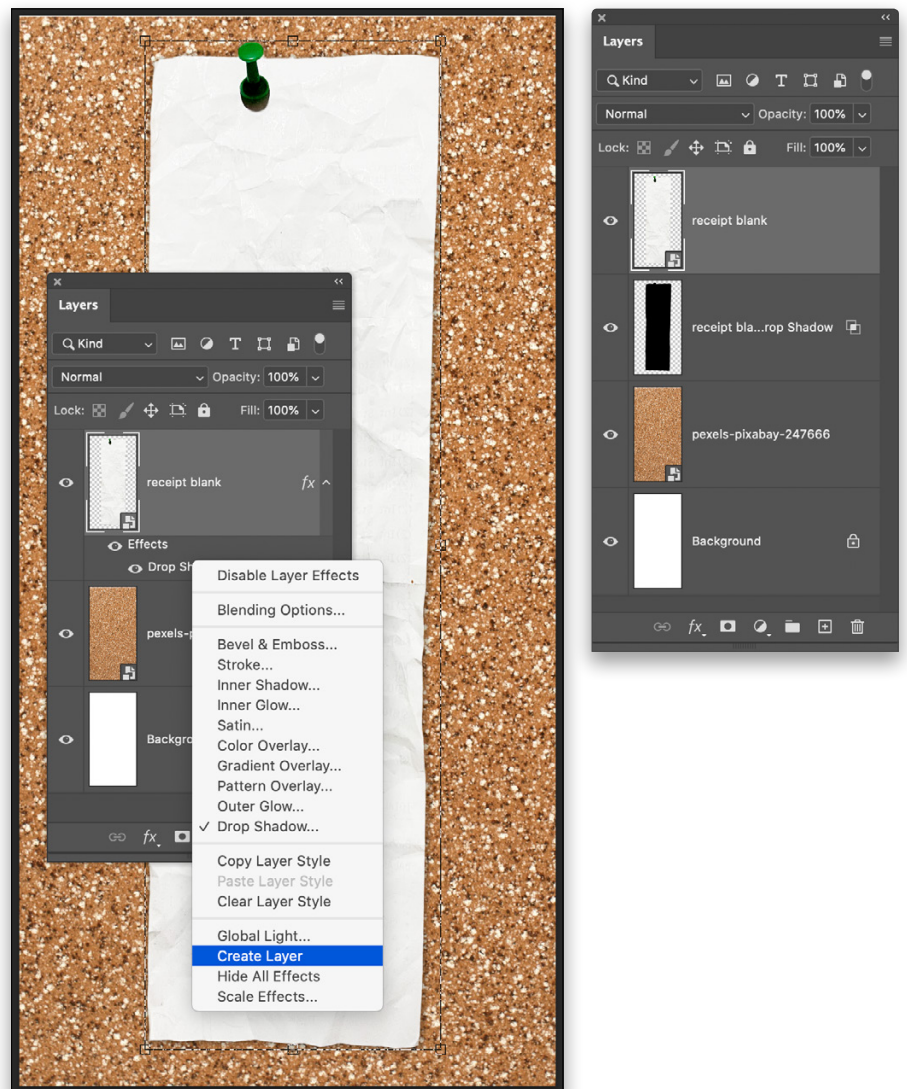 Layers
Kind
T
Normal
Opacity: 100%
Lock:
Fill: 100%
receipt blank
fx
Effects
Drop Sh
pexels-p
Backgro
fx
Disable Layer Effects
Blending Options...
Bevel & Emboss...
Stroke...
Inner Shadow...
Inner Glow...
Satin...
Color Overlay...
Gradient Overlay...
Pattern Overlay...
Outer Glow...
✓ Drop Shadow...
Copy Layer Style
Paste Layer Style
Clear Layer Style
Global Light...
Create Layer
Hide All Effects
Scale Effects...
Layers
Kind
T
Normal
Opacity: 100%
Lock:
Fill: 100%
receipt blank
receipt bla...rop Shadow
pexels-pixabay-247666
Background
fx